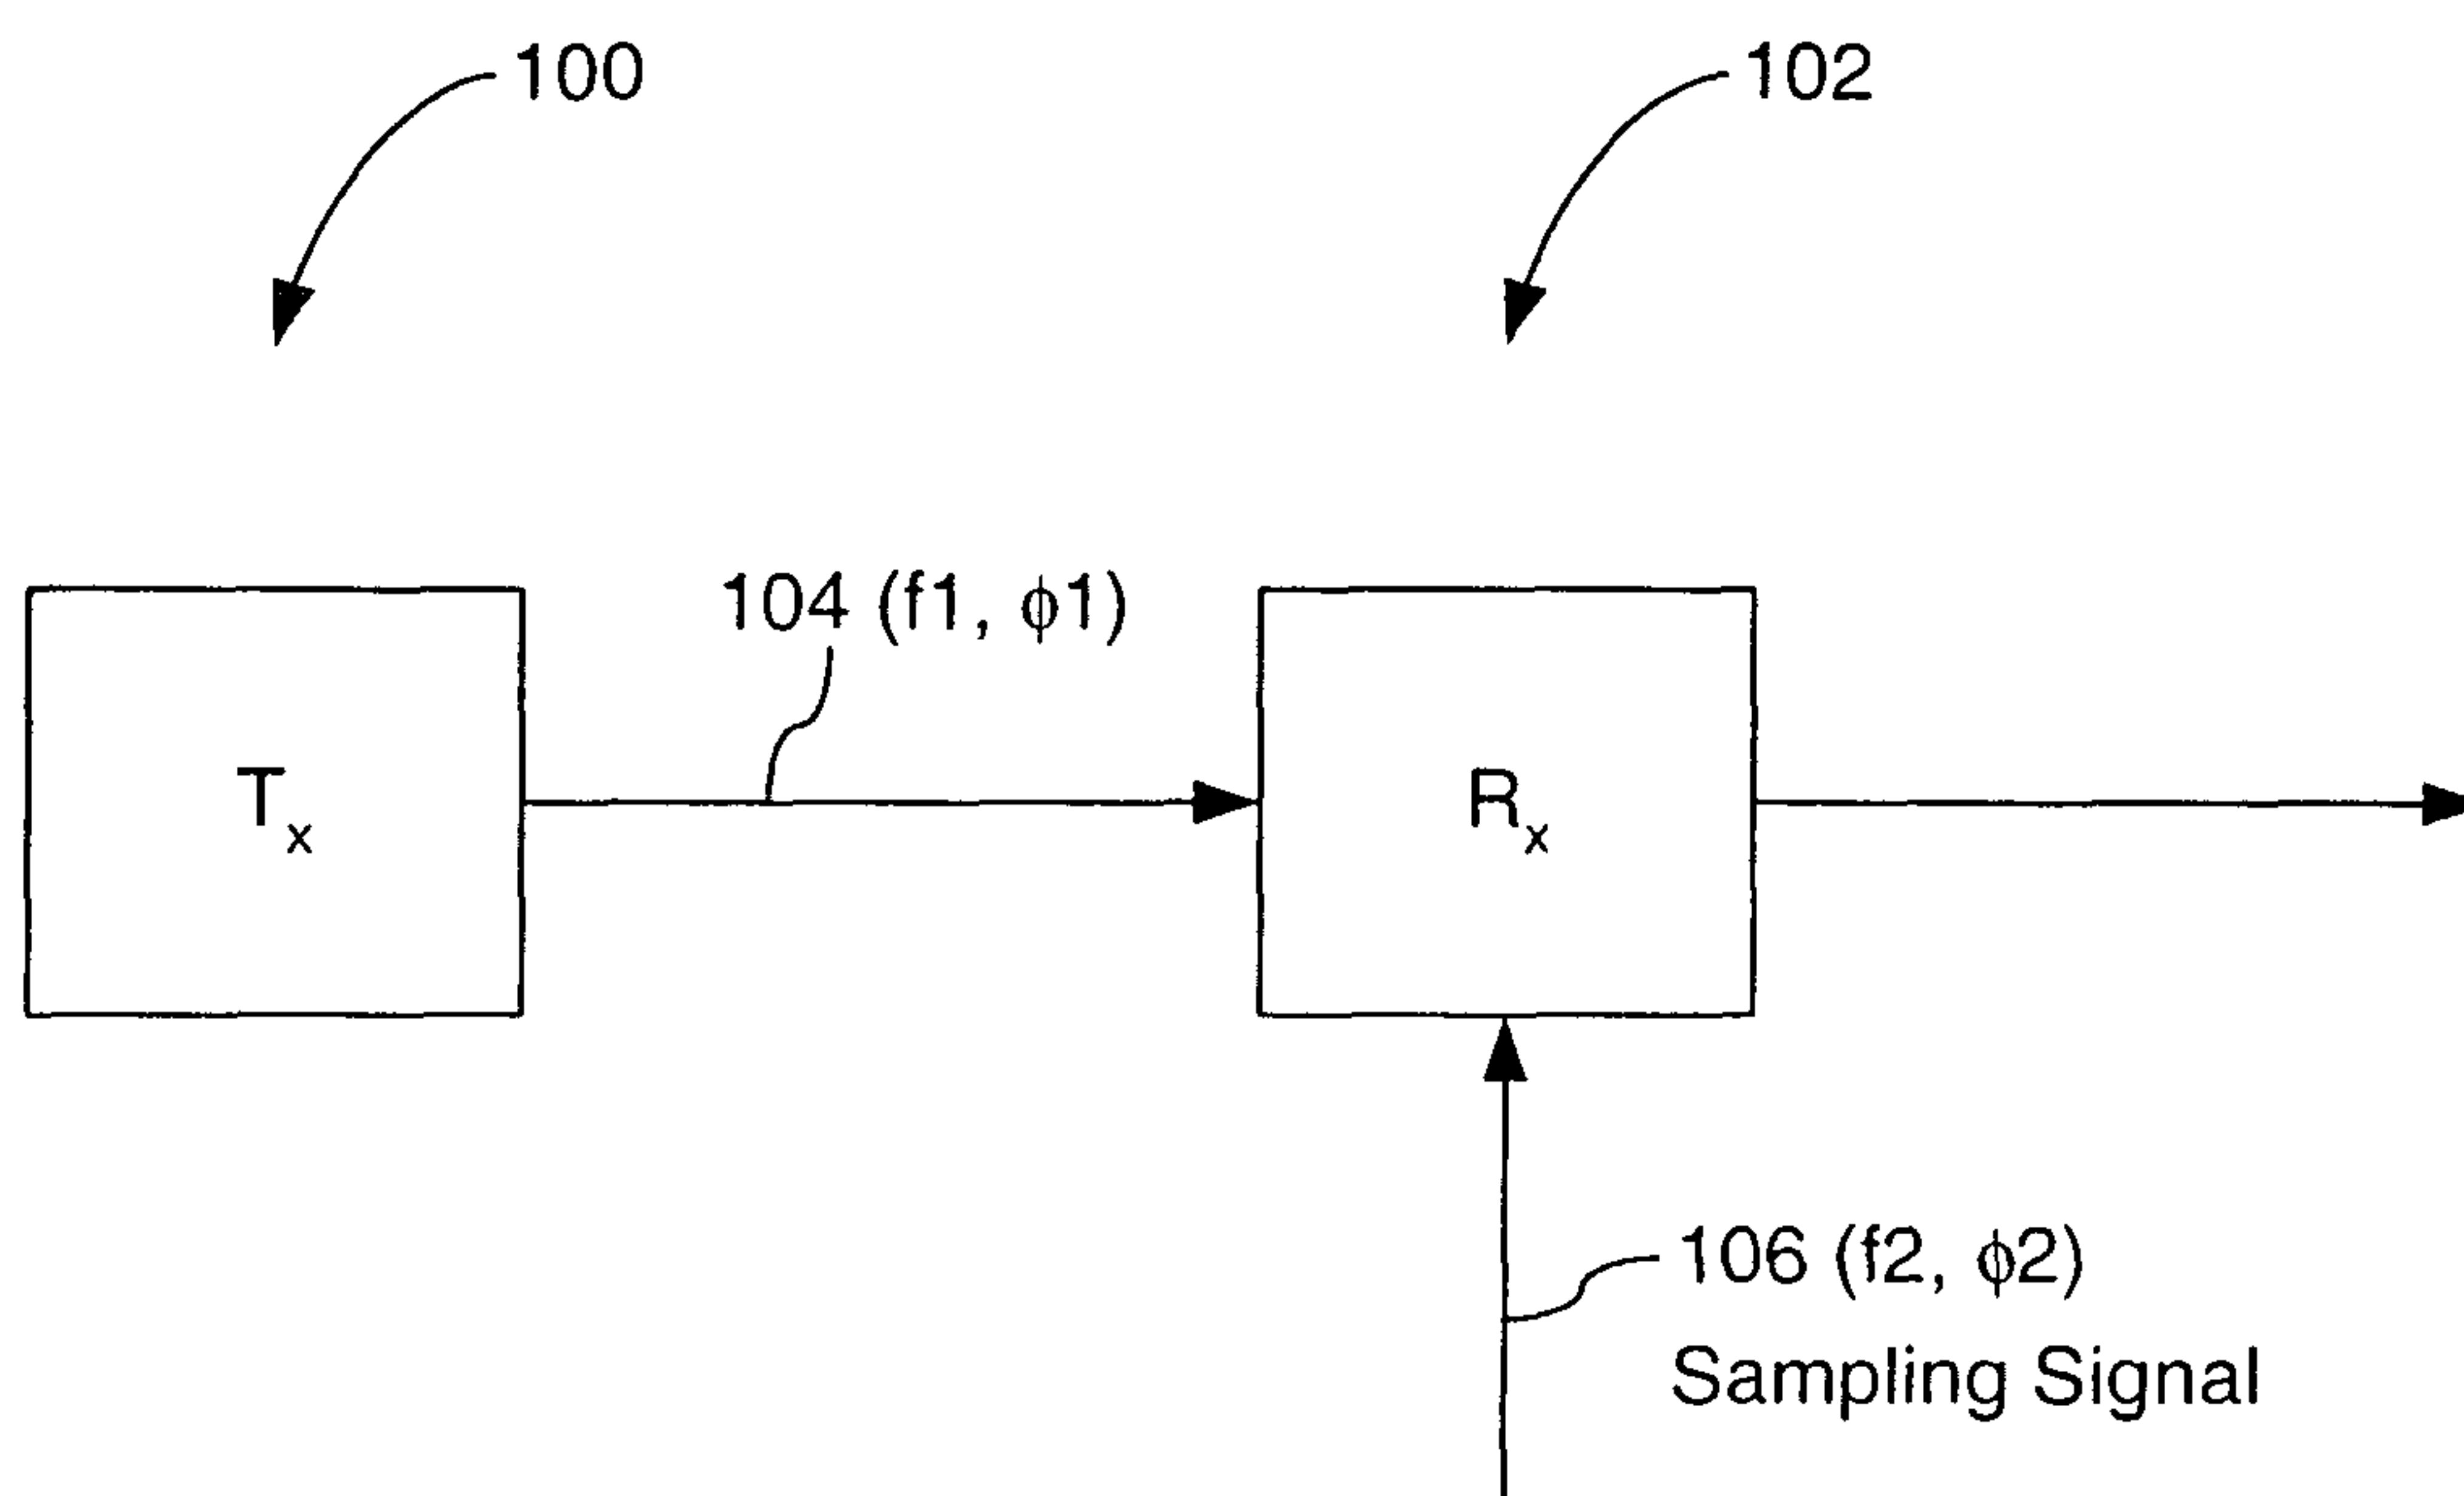 100
102
104 (f1, ϕ1)
Tx
Rx
106 (f2, ϕ2)
Sampling Signal